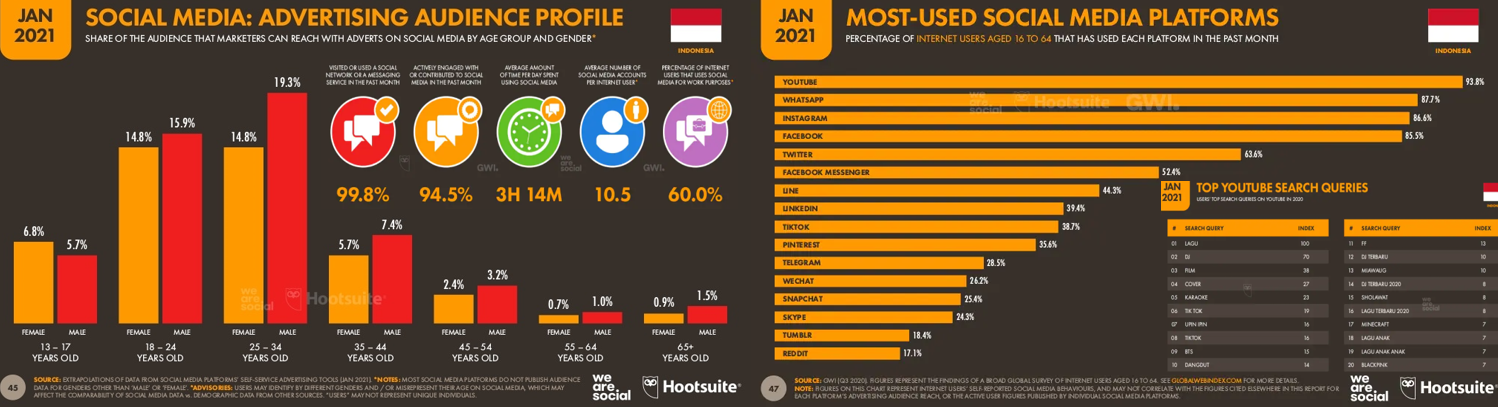 JAN
2021
SOCIAL MEDIA: ADVERTISING AUDIENCE PROFILE
SHARE OF THE AUDIENCE THAT MARKETERS CAN REACH WITH ADVERTS ON SOCIAL MEDIA BY AGE GROUP AND GENDER*
INDONESIA
VISITED OR USED A SOCIAL
NETWORK OR A MESSAGING
SERVICE IN THE PAST MONTH
99.8%
ACTIVELY ENGAGED WITH
OR CONTRIBUTED TO SOCIAL
MEDIA IN THE PAST MONTH
94.5%
AVERAGE AMOUNT
OF TIME PER DAY SPENT
USING SOCIAL MEDIA
3H 14M
AVERAGE NUMBER OF
SOCIAL MEDIA ACCOUNTS
PER INTERNET USER*
10.5
PERCENTAGE OF INTERNET
USERS THAT USES SOCIAL
MEDIA FOR WORK PURPOSES*
60.0%
6.8% 5.7%
14.8% 15.9%
14.8% 19.3%
5.7% 7.4%
2.4% 3.2%
0.7% 1.0%
0.9% 1.5%
we
are.
social
Hootsuite®
GWI.
we
are.
social
GWI.
FEMALE MALE FEMALE MALE FEMALE MALE FEMALE MALE FEMALE MALE FEMALE MALE FEMALE MALE
13 – 17 18 – 24 25 – 34 35 – 44 45 – 54 55 – 64 65+
YEARS OLD YEARS OLD YEARS OLD YEARS OLD YEARS OLD YEARS OLD YEARS OLD
45
SOURCE: EXTRAPOLATIONS OF DATA FROM SOCIAL MEDIA PLATFORMS' SELF-SERVICE ADVERTISING TOOLS (JAN 2021). *NOTES: MOST SOCIAL MEDIA PLATFORMS DO NOT PUBLISH AUDIENCE
DATA FOR GENDERS OTHER THAN 'MALE' OR 'FEMALE'. *ADVISORIES: USERS MAY IDENTIFY BY DIFFERENT GENDERS AND / OR MISREPRESENT THEIR AGE ON SOCIAL MEDIA, WHICH MAY
AFFECT THE COMPARABILITY OF SOCIAL MEDIA DATA vs. DEMOGRAPHIC DATA FROM OTHER SOURCES. "USERS" MAY NOT REPRESENT UNIQUE INDIVIDUALS.
we
are.
social
Hootsuite®
JAN
2021
MOST-USED SOCIAL MEDIA PLATFORMS
PERCENTAGE OF INTERNET USERS AGED 16 TO 64 THAT HAS USED EACH PLATFORM IN THE PAST MONTH
INDONESIA
YOUTUBE 93.8%
WHATSAPP 87.7%
INSTAGRAM 86.6%
FACEBOOK 85.5%
TWITTER 63.6%
FACEBOOK MESSENGER 52.4%
LINE 44.3%
LINKEDIN 39.4%
TIKTOK 38.7%
PINTEREST 35.6%
TELEGRAM 28.5%
WECHAT 26.2%
SNAPCHAT 25.4%
SKYPE 24.3%
TUMBLR 18.4%
REDDIT 17.1%
we
are.
social
Hootsuite
GWI.
JAN
2021
TOP YOUTUBE SEARCH QUERIES
USERS' TOP SEARCH QUERIES ON YOUTUBE IN 2020
# SEARCH QUERY INDEX
01 LAGU 100
02 DJ 70
03 FILM 38
04 COVER 27
05 KARAOKE 23
06 TIK TOK 19
07 UPIN IPIN 16
08 TIKTOK 16
09 BTS 15
10 DANGDUT 14
# SEARCH QUERY INDEX
11 FF 13
12 DJ TERBARU 10
13 MIAWAUG 10
14 DJ TERBARU 2020 8
15 SHOLAWAT 8
16 LAGU TERBARU 2020 8
17 MINECRAFT 7
18 LAGU ANAK 7
19 LAGU ANAK ANAK 7
20 BLACKPINK 7
we
are.
social
47
SOURCE: GWI (Q3 2020). FIGURES REPRESENT THE FINDINGS OF A BROAD GLOBAL SURVEY OF INTERNET USERS AGED 16 TO 64. SEE GLOBALWEBINDEX.COM FOR MORE DETAILS.
NOTE: FIGURES ON THIS CHART REPRESENT INTERNET USERS' SELF-REPORTED SOCIAL MEDIA BEHAVIOURS, AND MAY NOT CORRELATE WITH THE FIGURES CITED ELSEWHERE IN THIS REPORT FOR
EACH PLATFORM'S ADVERTISING AUDIENCE REACH, OR THE ACTIVE USER FIGURES PUBLISHED BY INDIVIDUAL SOCIAL MEDIA PLATFORMS.
we
are.
social
Hootsuite®